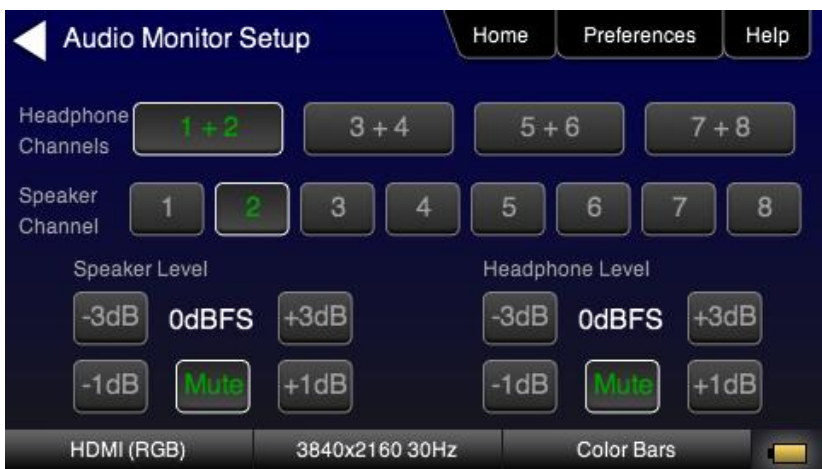 Audio Monitor Setup Home Preferences Help
Headphone Channels 1 + 2 3 + 4 5 + 6 7 + 8
Speaker Channel 1 2 3 4 5 6 7 8
Speaker Level Headphone Level
-3dB 0dBFS +3dB -3dB 0dBFS +3dB
-1dB Mute +1dB -1dB Mute +1dB
HDMI (RGB) 3840x2160 30Hz Color Bars